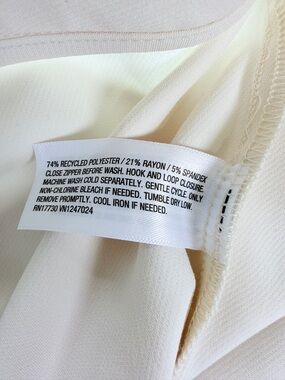 74% RECYCLED POLYESTER / 21% RAYON / 5% SPANDEX
CLOSE ZIPPER BEFORE WASH. HOOK AND LOOP CLOSURE.
MACHINE WASH COLD SEPARATELY. GENTLE CYCLE ONLY
NON-CHLORINE BLEACH IF NEEDED. TUMBLE DRY LOW.
REMOVE PROMPTLY. COOL IRON IF NEEDED.
RN17730 VN1247024